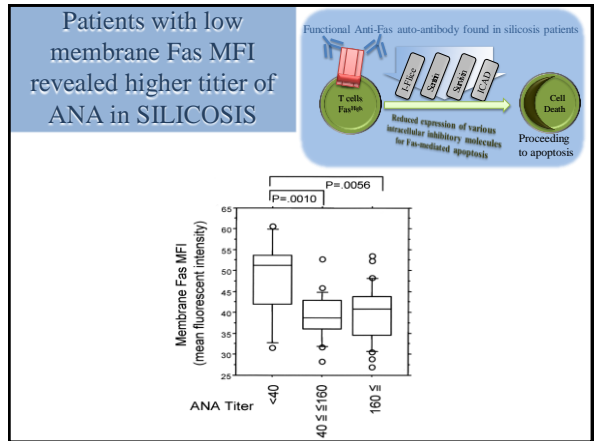 Patients with low
membrane Fas MFI
revealed higher titier of
ANA in SILICOSIS
Functional Anti-Fas auto-antibody found in silicosis patients
I-Flice
Survivin
ICAD
T cells
Fasᴴⁱᵍʰ
Cell
Death
Reduced expression of various
intracellular inhibitory molecules
for Fas-mediated apoptosis
Proceeding
to apoptosis
P=.0056
P=.0010
65
60
55
50
45
40
35
30
25
Membrane Fas MFI
(mean fluorescent intensity)
ANA Titer
<40
40 ≦ ≦160
160 ≦